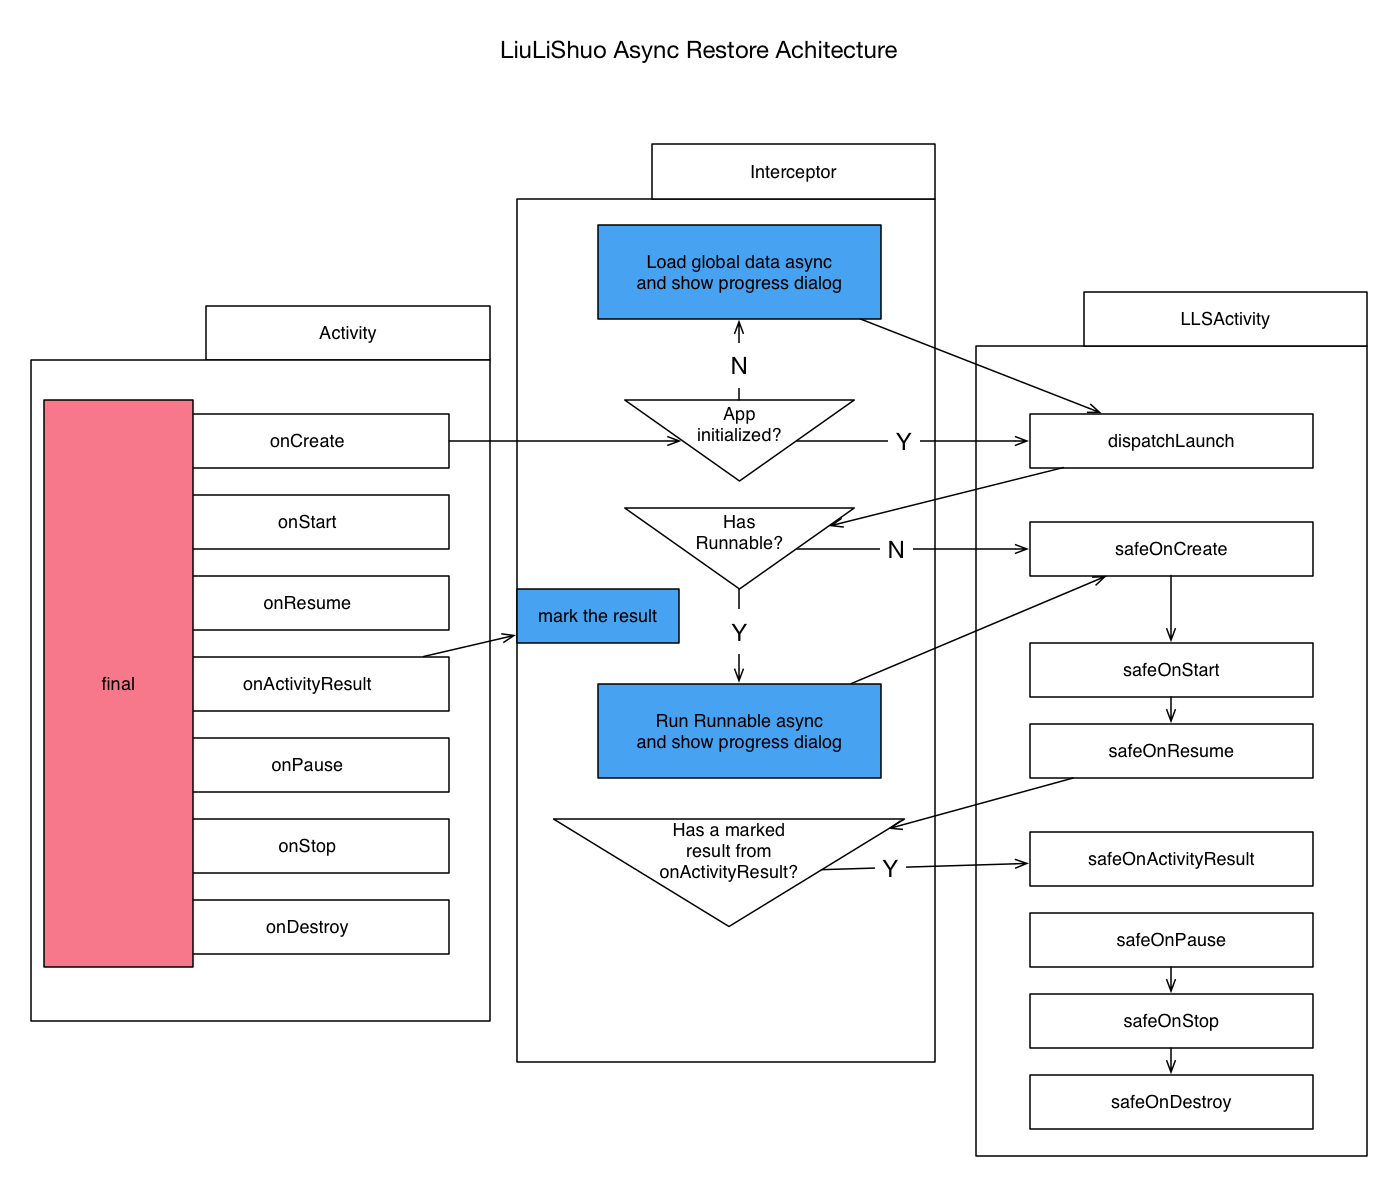 LiuLiShuo Async Restore Achitecture
Activity
final
onCreate
onStart
onResume
onActivityResult
onPause
onStop
onDestroy
Interceptor
Load global data async
and show progress dialog
N
App
initialized?
Y
Has
Runnable?
N
mark the result
Y
Run Runnable async
and show progress dialog
Has a marked
result from
onActivityResult?
Y
LLSActivity
dispatchLaunch
safeOnCreate
safeOnStart
safeOnResume
safeOnActivityResult
safeOnPause
safeOnStop
safeOnDestroy